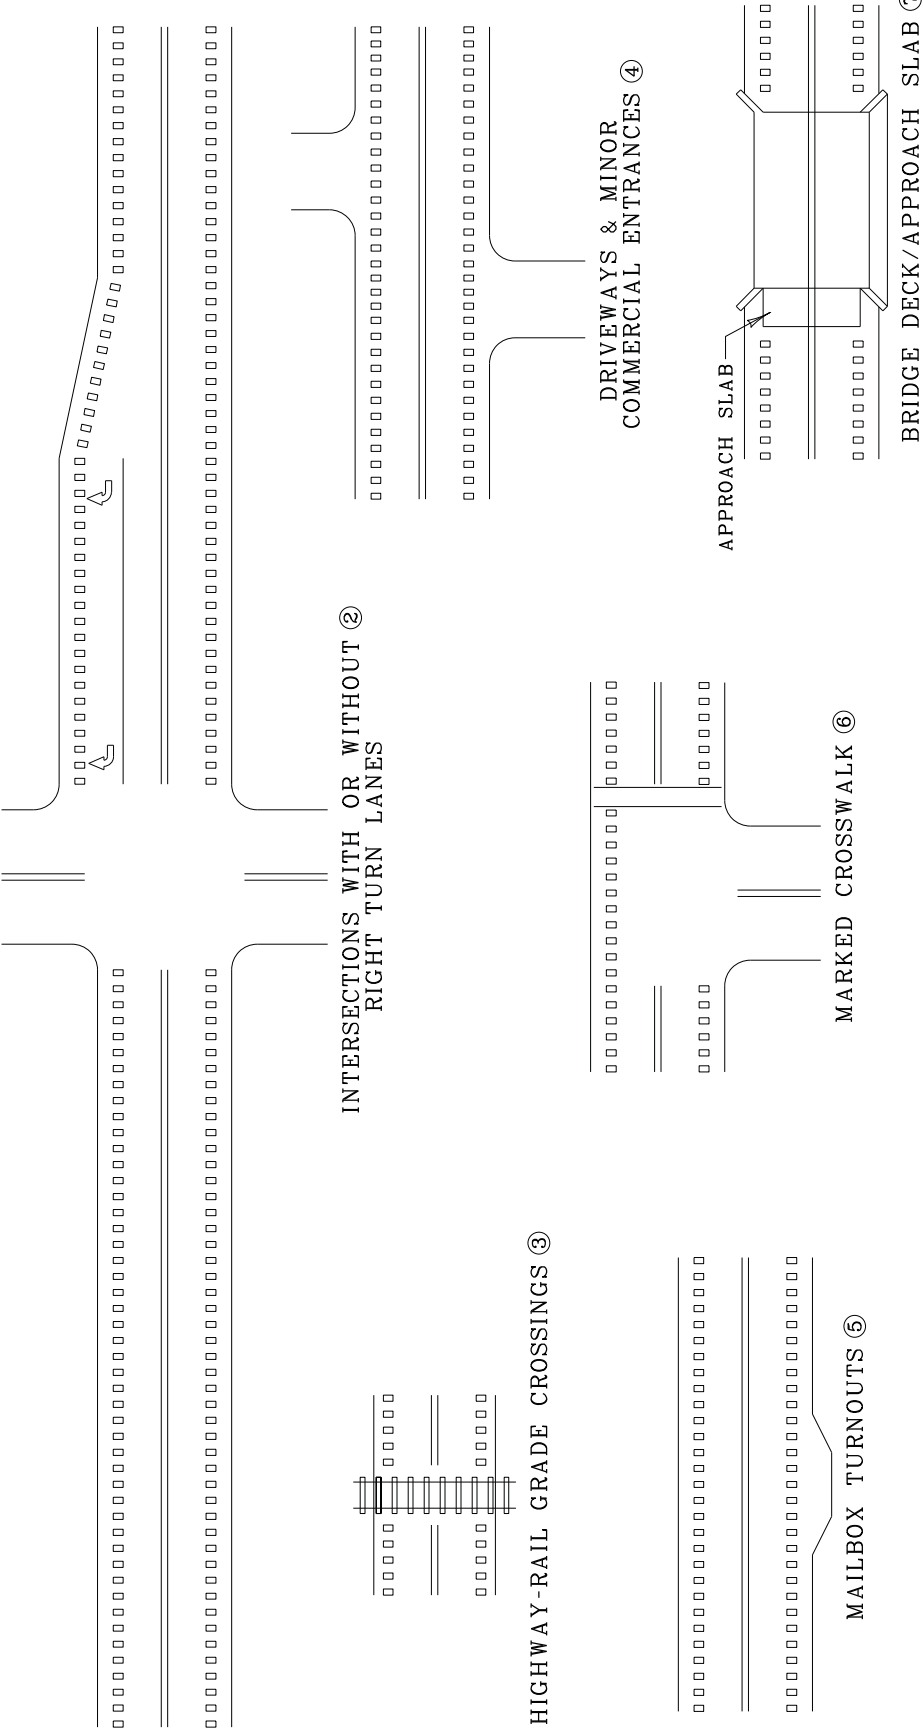 INTERSECTIONS WITH OR WITHOUT ②
RIGHT TURN LANES
HIGHWAY-RAIL GRADE CROSSINGS ③
DRIVEWAYS & MINOR
COMMERCIAL ENTRANCES ④
MAILBOX TURNOUTS ⑤
MARKED CROSSWALK ⑥
APPROACH SLAB
BRIDGE DECK/APPROACH SLAB